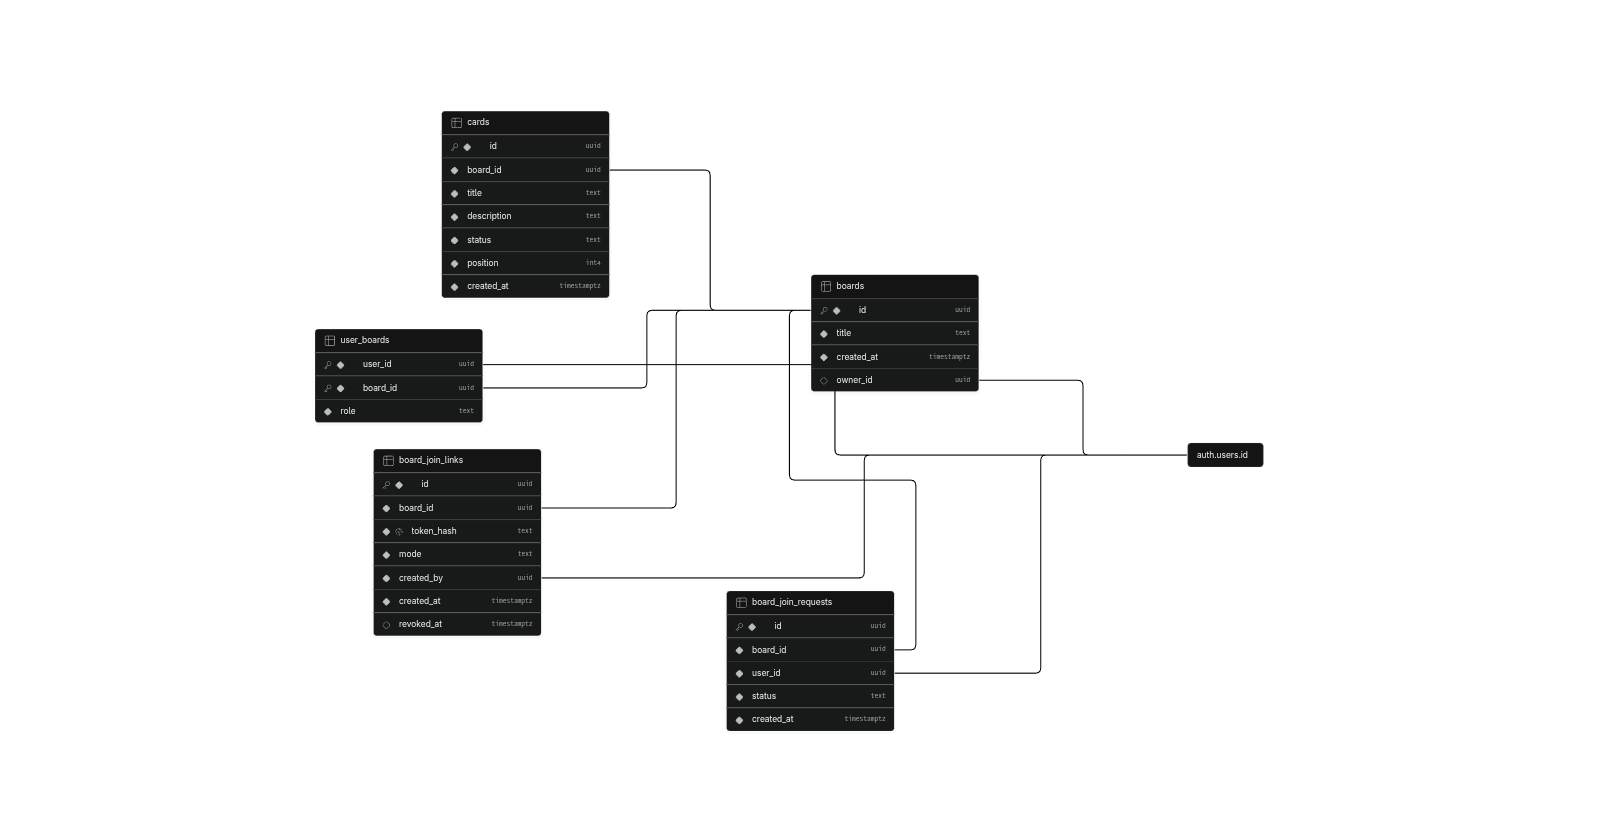 cards
id uuid
board_id uuid
title text
description text
status text
position int4
created_at timestamptz
boards
id uuid
title text
created_at timestamptz
owner_id uuid
user_boards
user_id uuid
board_id uuid
role text
auth.users.id
board_join_links
id uuid
board_id uuid
token_hash text
mode text
created_by uuid
created_at timestamptz
revoked_at timestamptz
board_join_requests
id uuid
board_id uuid
user_id uuid
status text
created_at timestamptz